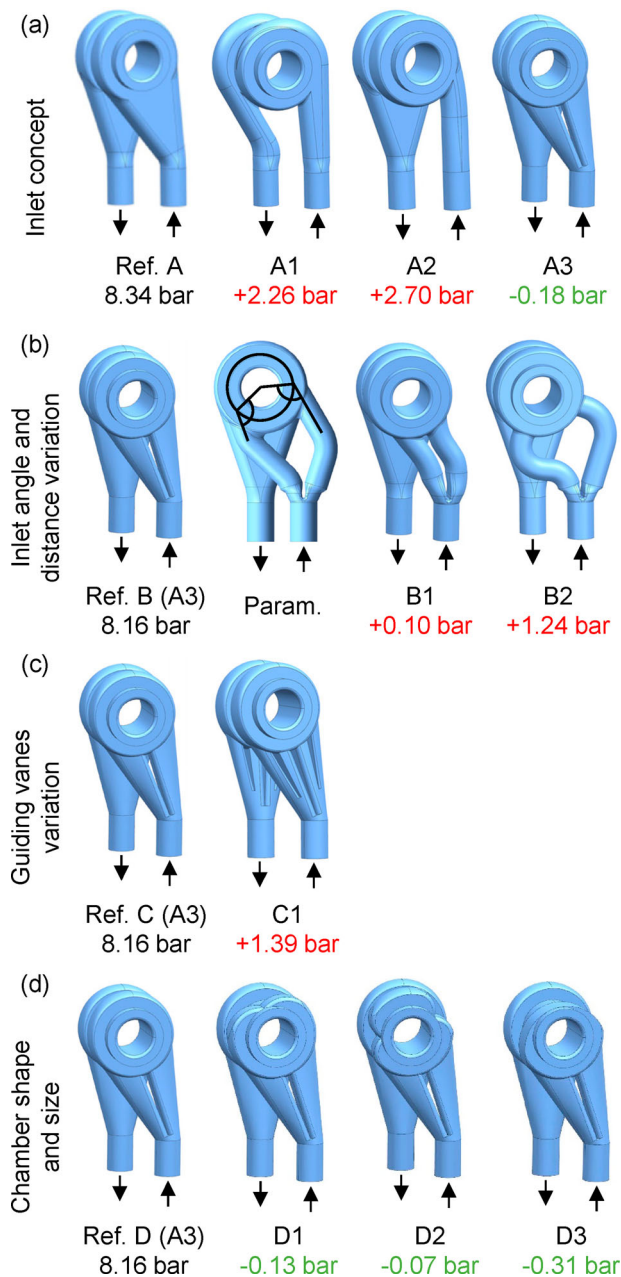 (a)
Inlet concept
Ref. A
8.34 bar
A1
+2.26 bar
A2
+2.70 bar
A3
-0.18 bar
(b)
Inlet angle and
distance variation
Ref. B (A3)
8.16 bar
Param.
B1
+0.10 bar
B2
+1.24 bar
(c)
Guiding vanes
variation
Ref. C (A3)
8.16 bar
C1
+1.39 bar
(d)
Chamber shape
and size
Ref. D (A3)
8.16 bar
D1
-0.13 bar
D2
-0.07 bar
D3
-0.31 bar